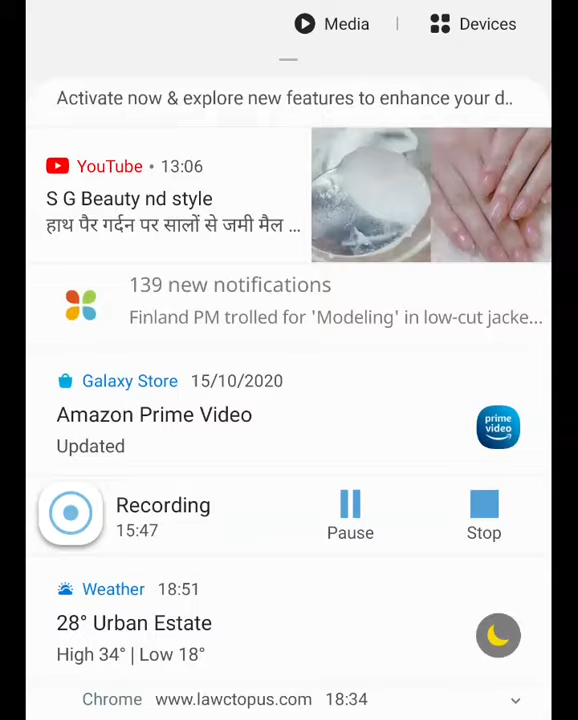 Media | Devices
Activate now & explore new features to enhance your d..
YouTube • 13:06
S G Beauty nd style
हाथ पैर गर्दन पर सालों से जमी मैल ...
139 new notifications
Finland PM trolled for 'Modeling' in low-cut jacke...
Galaxy Store 15/10/2020
Amazon Prime Video
Updated
prime
video
Recording
15:47
Pause
Stop
Weather 18:51
28° Urban Estate
High 34° | Low 18°
Chrome www.lawctopus.com 18:34